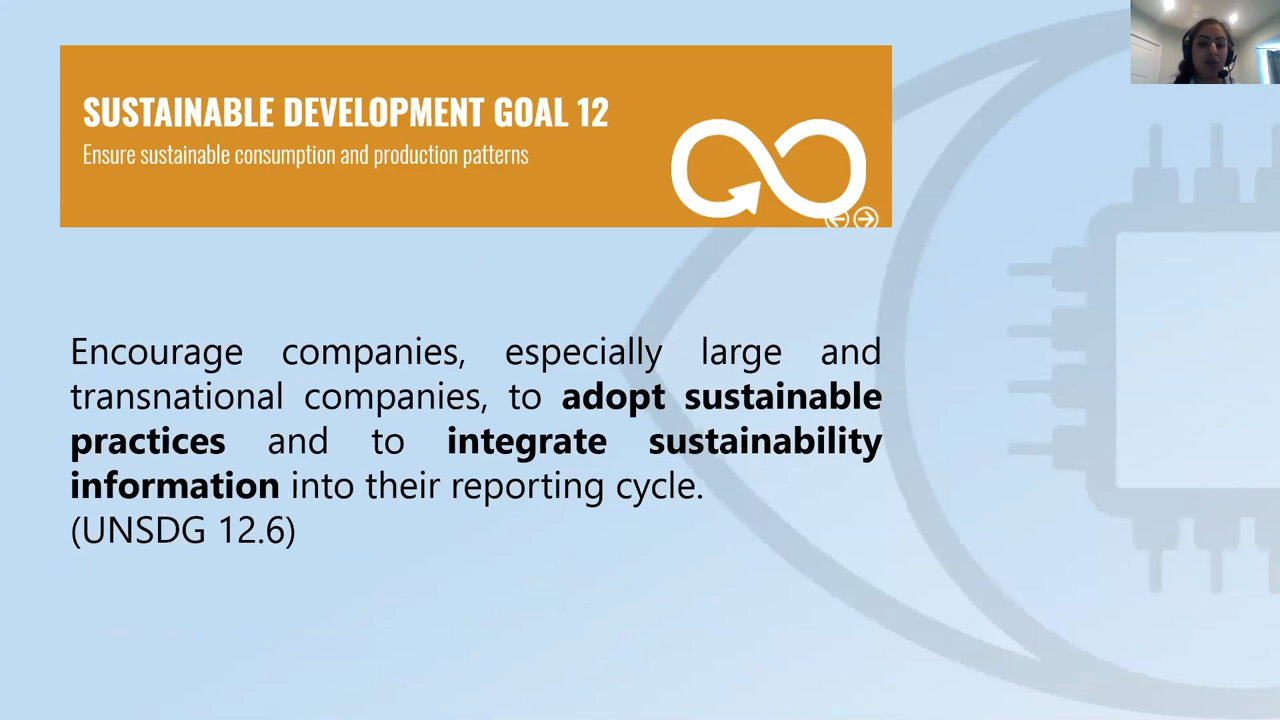 SUSTAINABLE DEVELOPMENT GOAL 12
Ensure sustainable consumption and production patterns
Encourage companies, especially large and
transnational companies, to adopt sustainable
practices and to integrate sustainability
information into their reporting cycle.
(UNSDG 12.6)